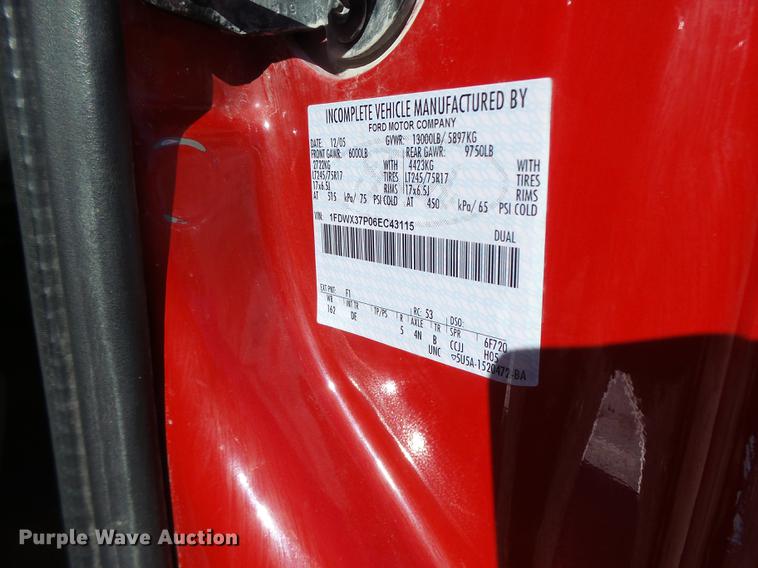 INCOMPLETE VEHICLE MANUFACTURED BY
FORD MOTOR COMPANY
DATE: 12/05 GVWR: 13000LB/ 5897KG
FRONT GAWR: 6000LB REAR GAWR: 9750LB
2722KG WITH 4423KG WITH
LT245/75R17 TIRES LT245/75R17 TIRES
17x6.5J RIMS 17x6.5J RIMS
AT 515 kPa/ 75 PSI COLD AT 450 kPa/ 65 PSI COLD
VIN: 1FDWX37P06EC43115
DUAL
EXT PNT: F1 RC: 53 DSO:
WB INT TR TP/PS R AXLE TR SPR 6F720
162 DE 5 4N B CCJJ H05
UNC 5U5A-1520472-BA
Purple Wave Auction